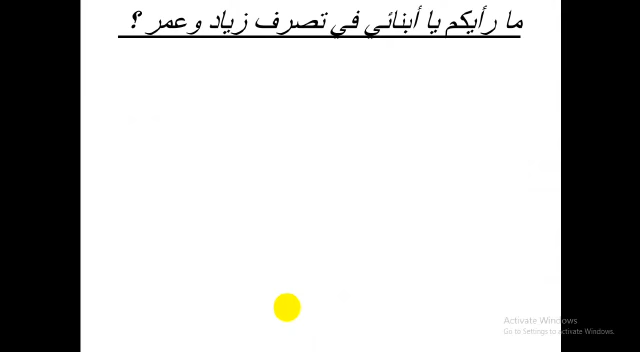 ما رأيكم يا أبنائي في تصرف زياد وعمر ؟
Activate Windows
Go to Settings to activate Windows.